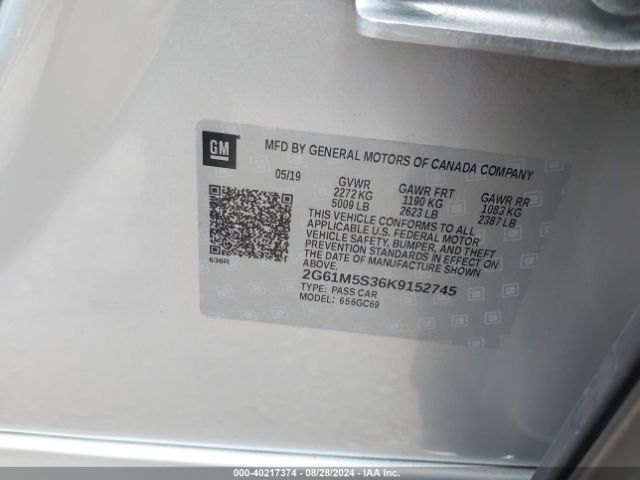 GM
MFD BY GENERAL MOTORS OF CANADA COMPANY
05/19 GVWR GAWR FRT GAWR RR
2272 KG 1190 KG 1083 KG
5009 LB 2623 LB 2387 LB
THIS VEHICLE CONFORMS TO ALL
APPLICABLE U.S. FEDERAL MOTOR
VEHICLE SAFETY, BUMPER, AND THEFT
PREVENTION STANDARDS IN EFFECT ON
THE DATE OF MANUFACTURE SHOWN
ABOVE.
636R
2G61M5S36K9152745
TYPE: PASS CAR
MODEL: 656GC69
000-40217374 - 08/28/2024 - IAA Inc.